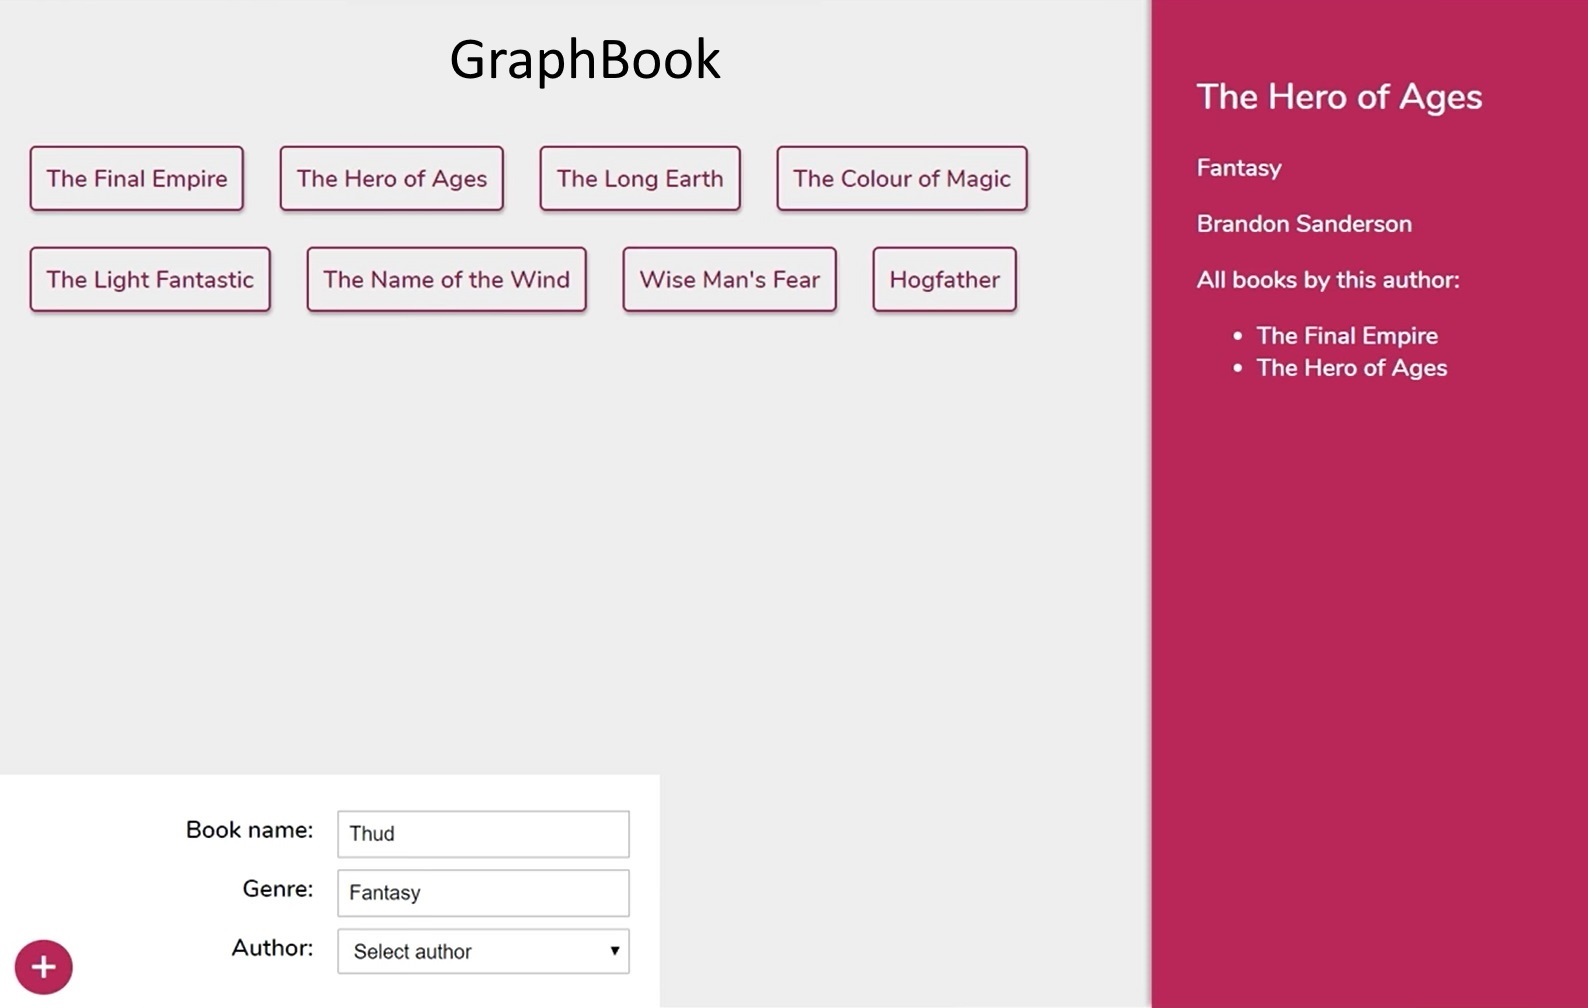 GraphBook
The Final Empire
The Hero of Ages
The Long Earth
The Colour of Magic
The Light Fantastic
The Name of the Wind
Wise Man's Fear
Hogfather
Book name: Thud
Genre: Fantasy
Author: Select author
+
The Hero of Ages
Fantasy
Brandon Sanderson
All books by this author:
• The Final Empire
• The Hero of Ages